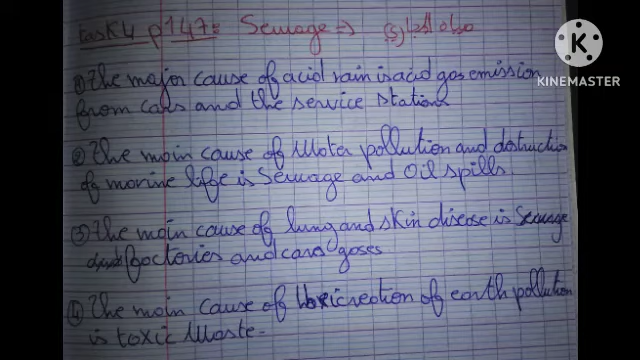 task 4 p 147: Sewage =>
K
KINEMASTER
① The major cause of acid rain is acid gas emission
from cars and the service stations
② The main cause of Water pollution and destruction
of marine life is Sewage and Oil spills
③ The main cause of lung and skin disease is Sewage
factories and cars' gases
④ The main cause of of earth pollution
is toxic Waste.